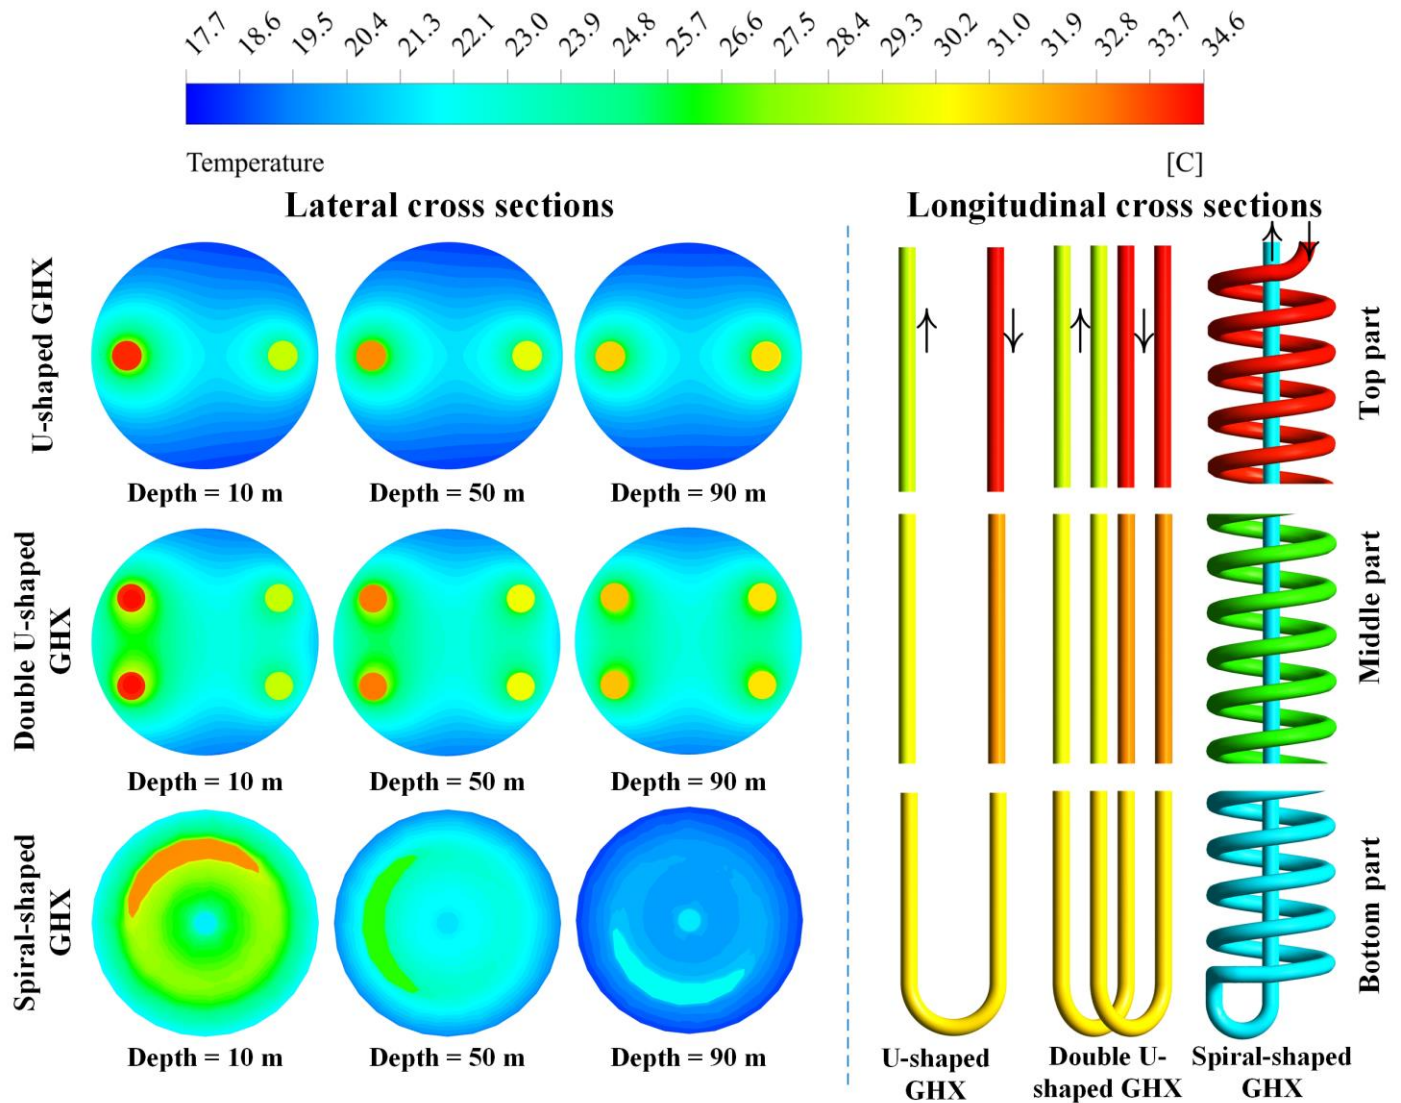 17.7 18.6 19.5 20.4 21.3 22.1 23.0 23.9 24.8 25.7 26.6 27.5 28.4 29.3 30.2 31.0 31.9 32.8 33.7 34.6
Temperature [C]
Lateral cross sections
U-shaped GHX
Depth = 10 m Depth = 50 m Depth = 90 m
Double U-shaped
GHX
Depth = 10 m Depth = 50 m Depth = 90 m
Spiral-shaped
GHX
Depth = 10 m Depth = 50 m Depth = 90 m
Longitudinal cross sections
Top part
Middle part
Bottom part
U-shaped
GHX
Double U-
shaped GHX
Spiral-shaped
GHX